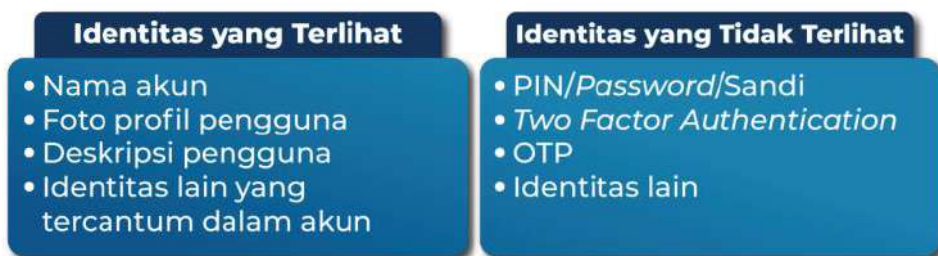 Identitas yang Terlihat
• Nama akun
• Foto profil pengguna
• Deskripsi pengguna
• Identitas lain yang
tercantum dalam akun
Identitas yang Tidak Terlihat
• PIN/Password/Sandi
• Two Factor Authentication
• OTP
• Identitas lain